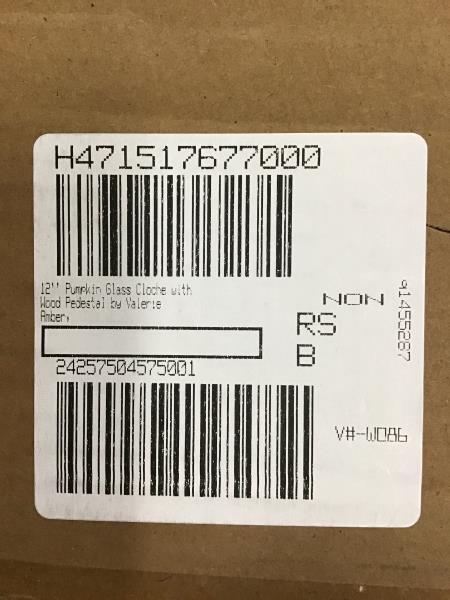 H471517677000
12'' Pumpkin Glass Cloche with
Wood Pedestal by Valerie
Amber,
NON
RS
B
91455287
24257504575001
V#-W086